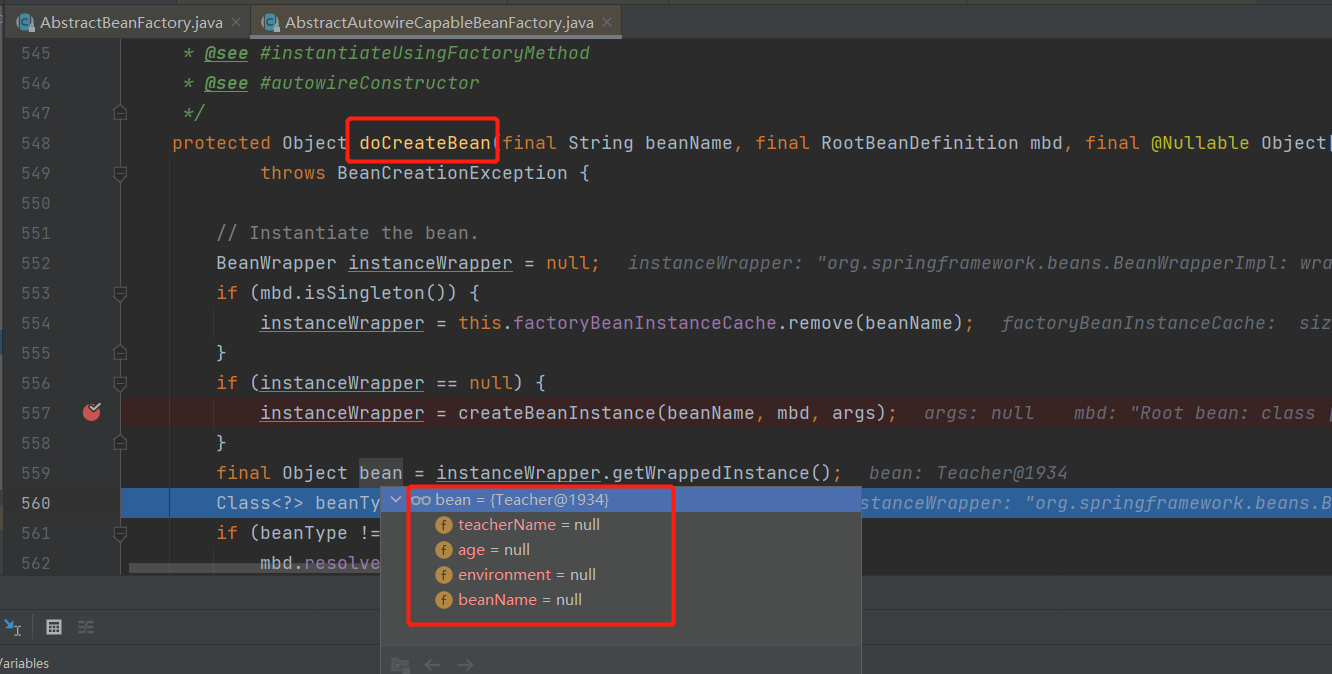 AbstractBeanFactory.java × AbstractAutowireCapableBeanFactory.java ×
545 * @see #instantiateUsingFactoryMethod
546 * @see #autowireConstructor
547 */
548 protected Object doCreateBean(final String beanName, final RootBeanDefinition mbd, final @Nullable Object[
549 throws BeanCreationException {
550
551 // Instantiate the bean.
552 BeanWrapper instanceWrapper = null; instanceWrapper: "org.springframework.beans.BeanWrapperImpl: wra
553 if (mbd.isSingleton()) {
554 instanceWrapper = this.factoryBeanInstanceCache.remove(beanName); factoryBeanInstanceCache: siz
555 }
556 if (instanceWrapper == null) {
557 instanceWrapper = createBeanInstance(beanName, mbd, args); args: null mbd: "Root bean: class
558 }
559 final Object bean = instanceWrapper.getWrappedInstance(); bean: Teacher@1934
560 Class<?> beanTy stanceWrapper: "org.springframework.beans.B
bean = {Teacher@1934}
f teacherName = null
561 if (beanType !=
f age = null
562 mbd.resolve
f environment = null
f beanName = null
Variables